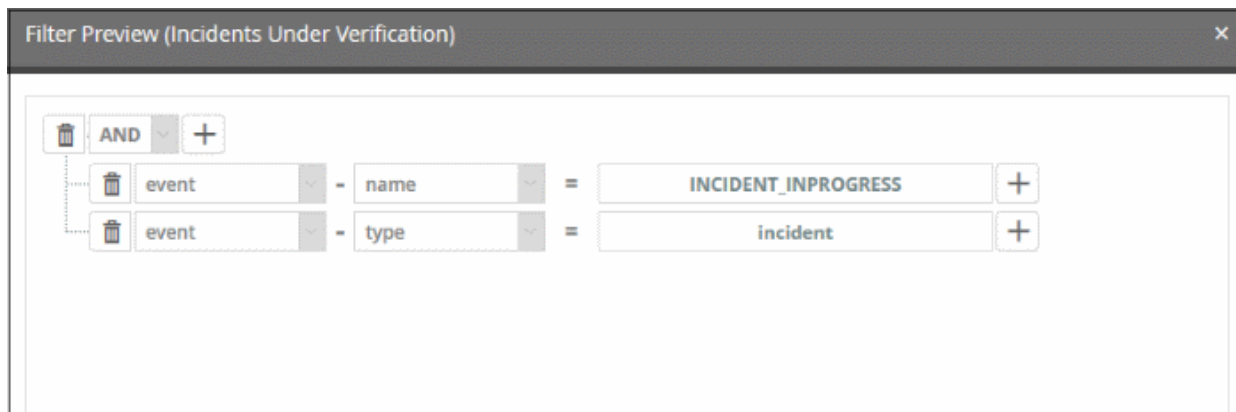 Filter Preview (Incidents Under Verification) ×
AND +
event - name = INCIDENT_INPROGRESS +
event - type = incident +